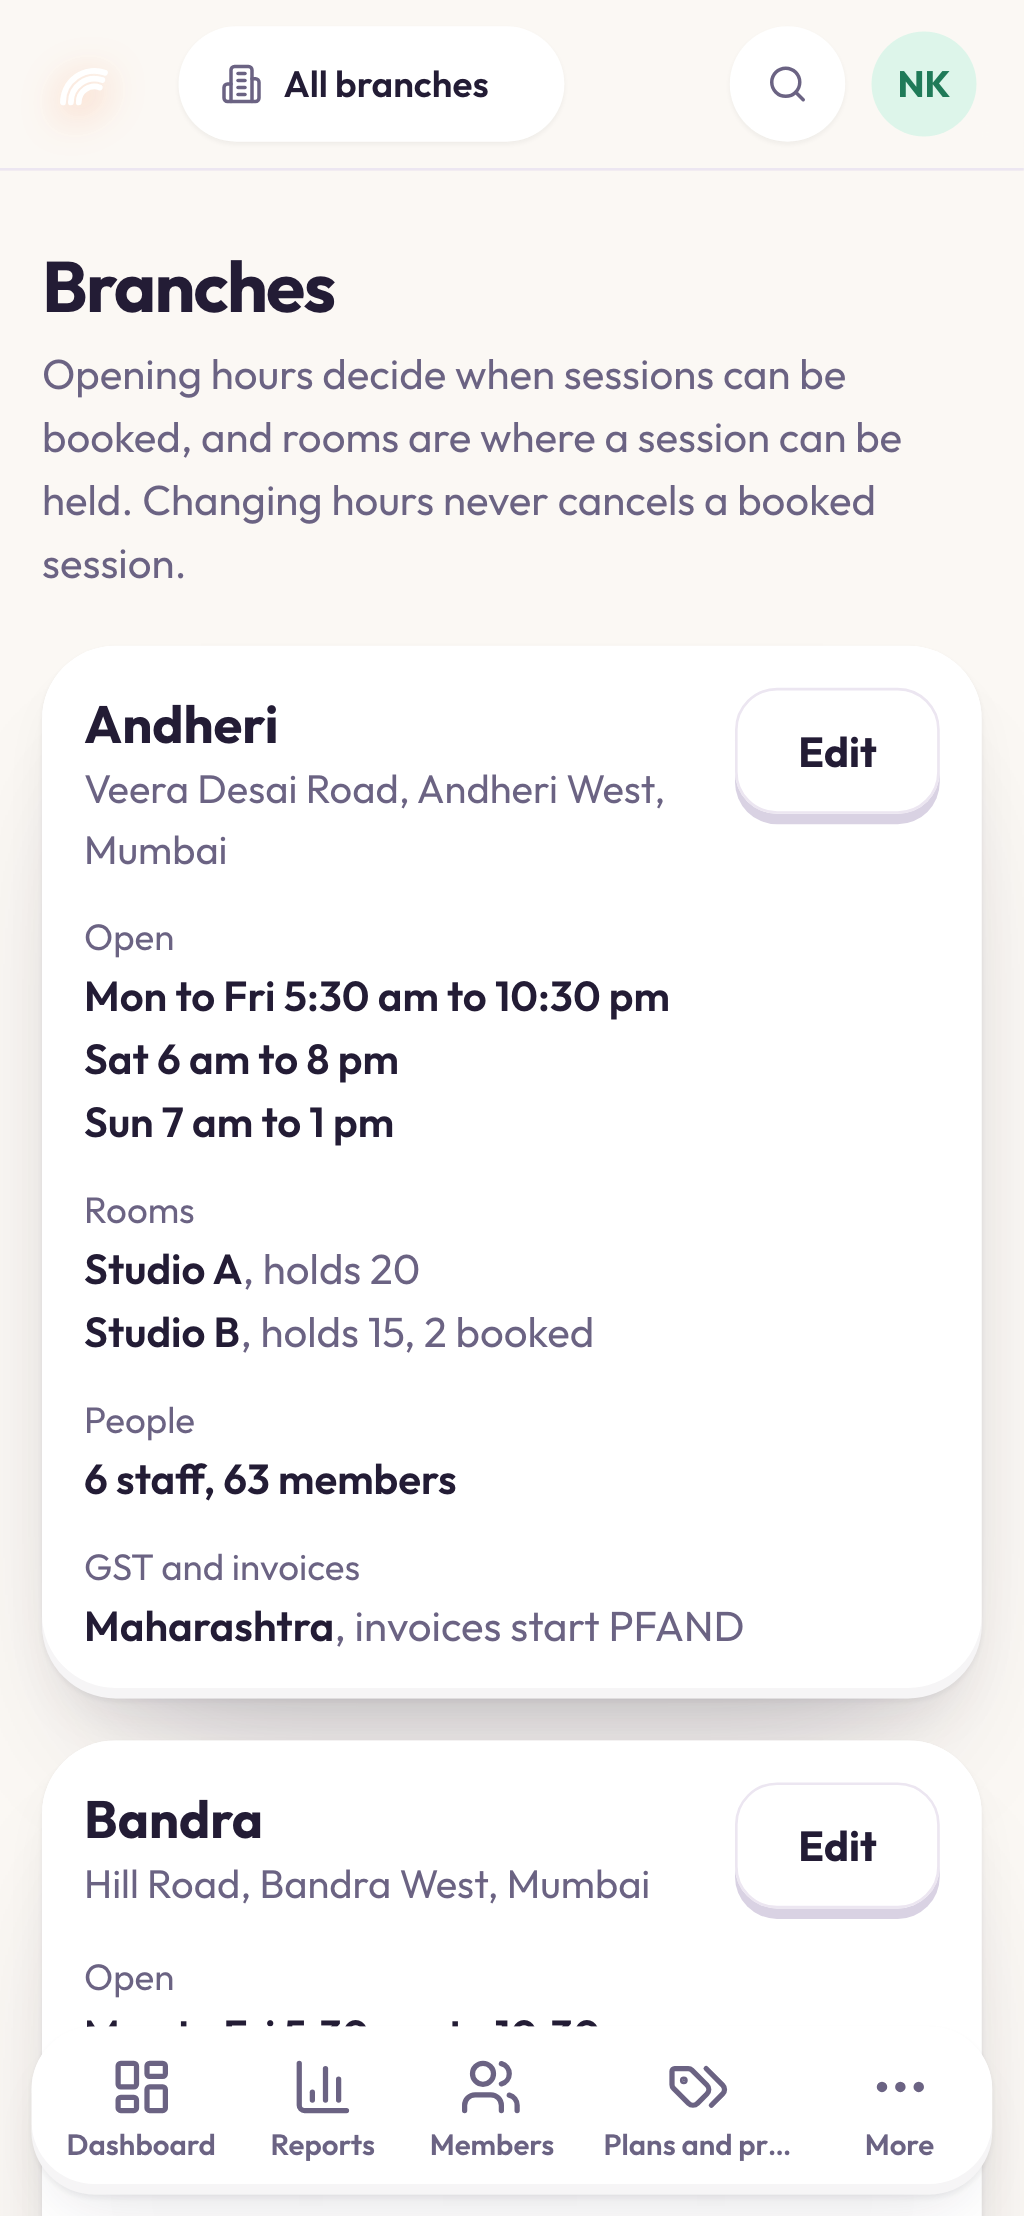 All branches
NK
Branches
Opening hours decide when sessions can be
booked, and rooms are where a session can be
held. Changing hours never cancels a booked
session.
Andheri
Edit
Veera Desai Road, Andheri West,
Mumbai
Open
Mon to Fri 5:30 am to 10:30 pm
Sat 6 am to 8 pm
Sun 7 am to 1 pm
Rooms
Studio A, holds 20
Studio B, holds 15, 2 booked
People
6 staff, 63 members
GST and invoices
Maharashtra, invoices start PFAND
Bandra
Edit
Hill Road, Bandra West, Mumbai
Open
Dashboard
Reports
Members
Plans and pr...
More